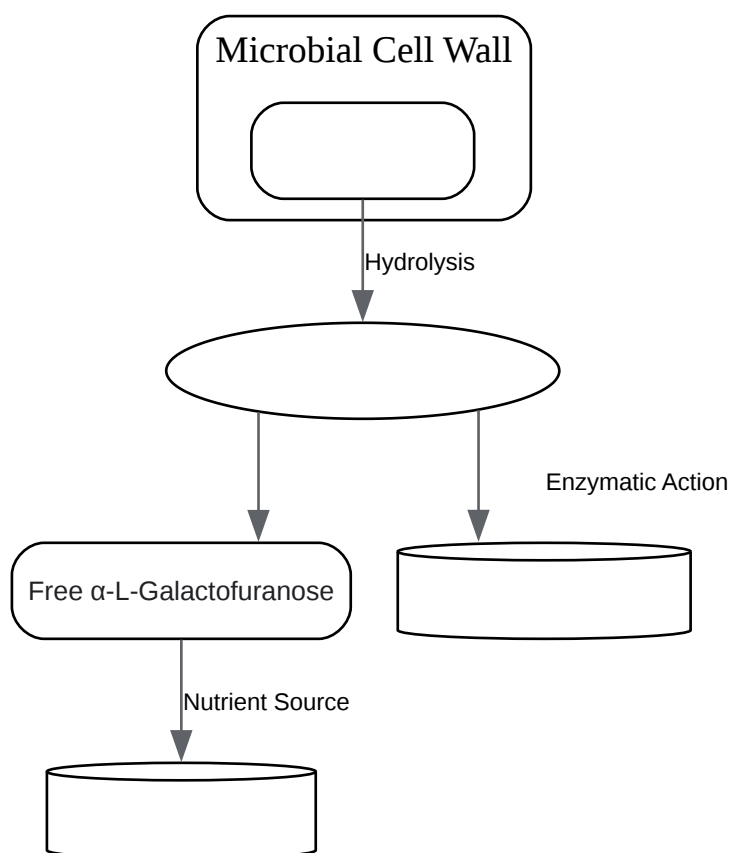 Microbial Cell Wall
Hydrolysis
Enzymatic Action
Free α-L-Galactofuranose
Nutrient Source